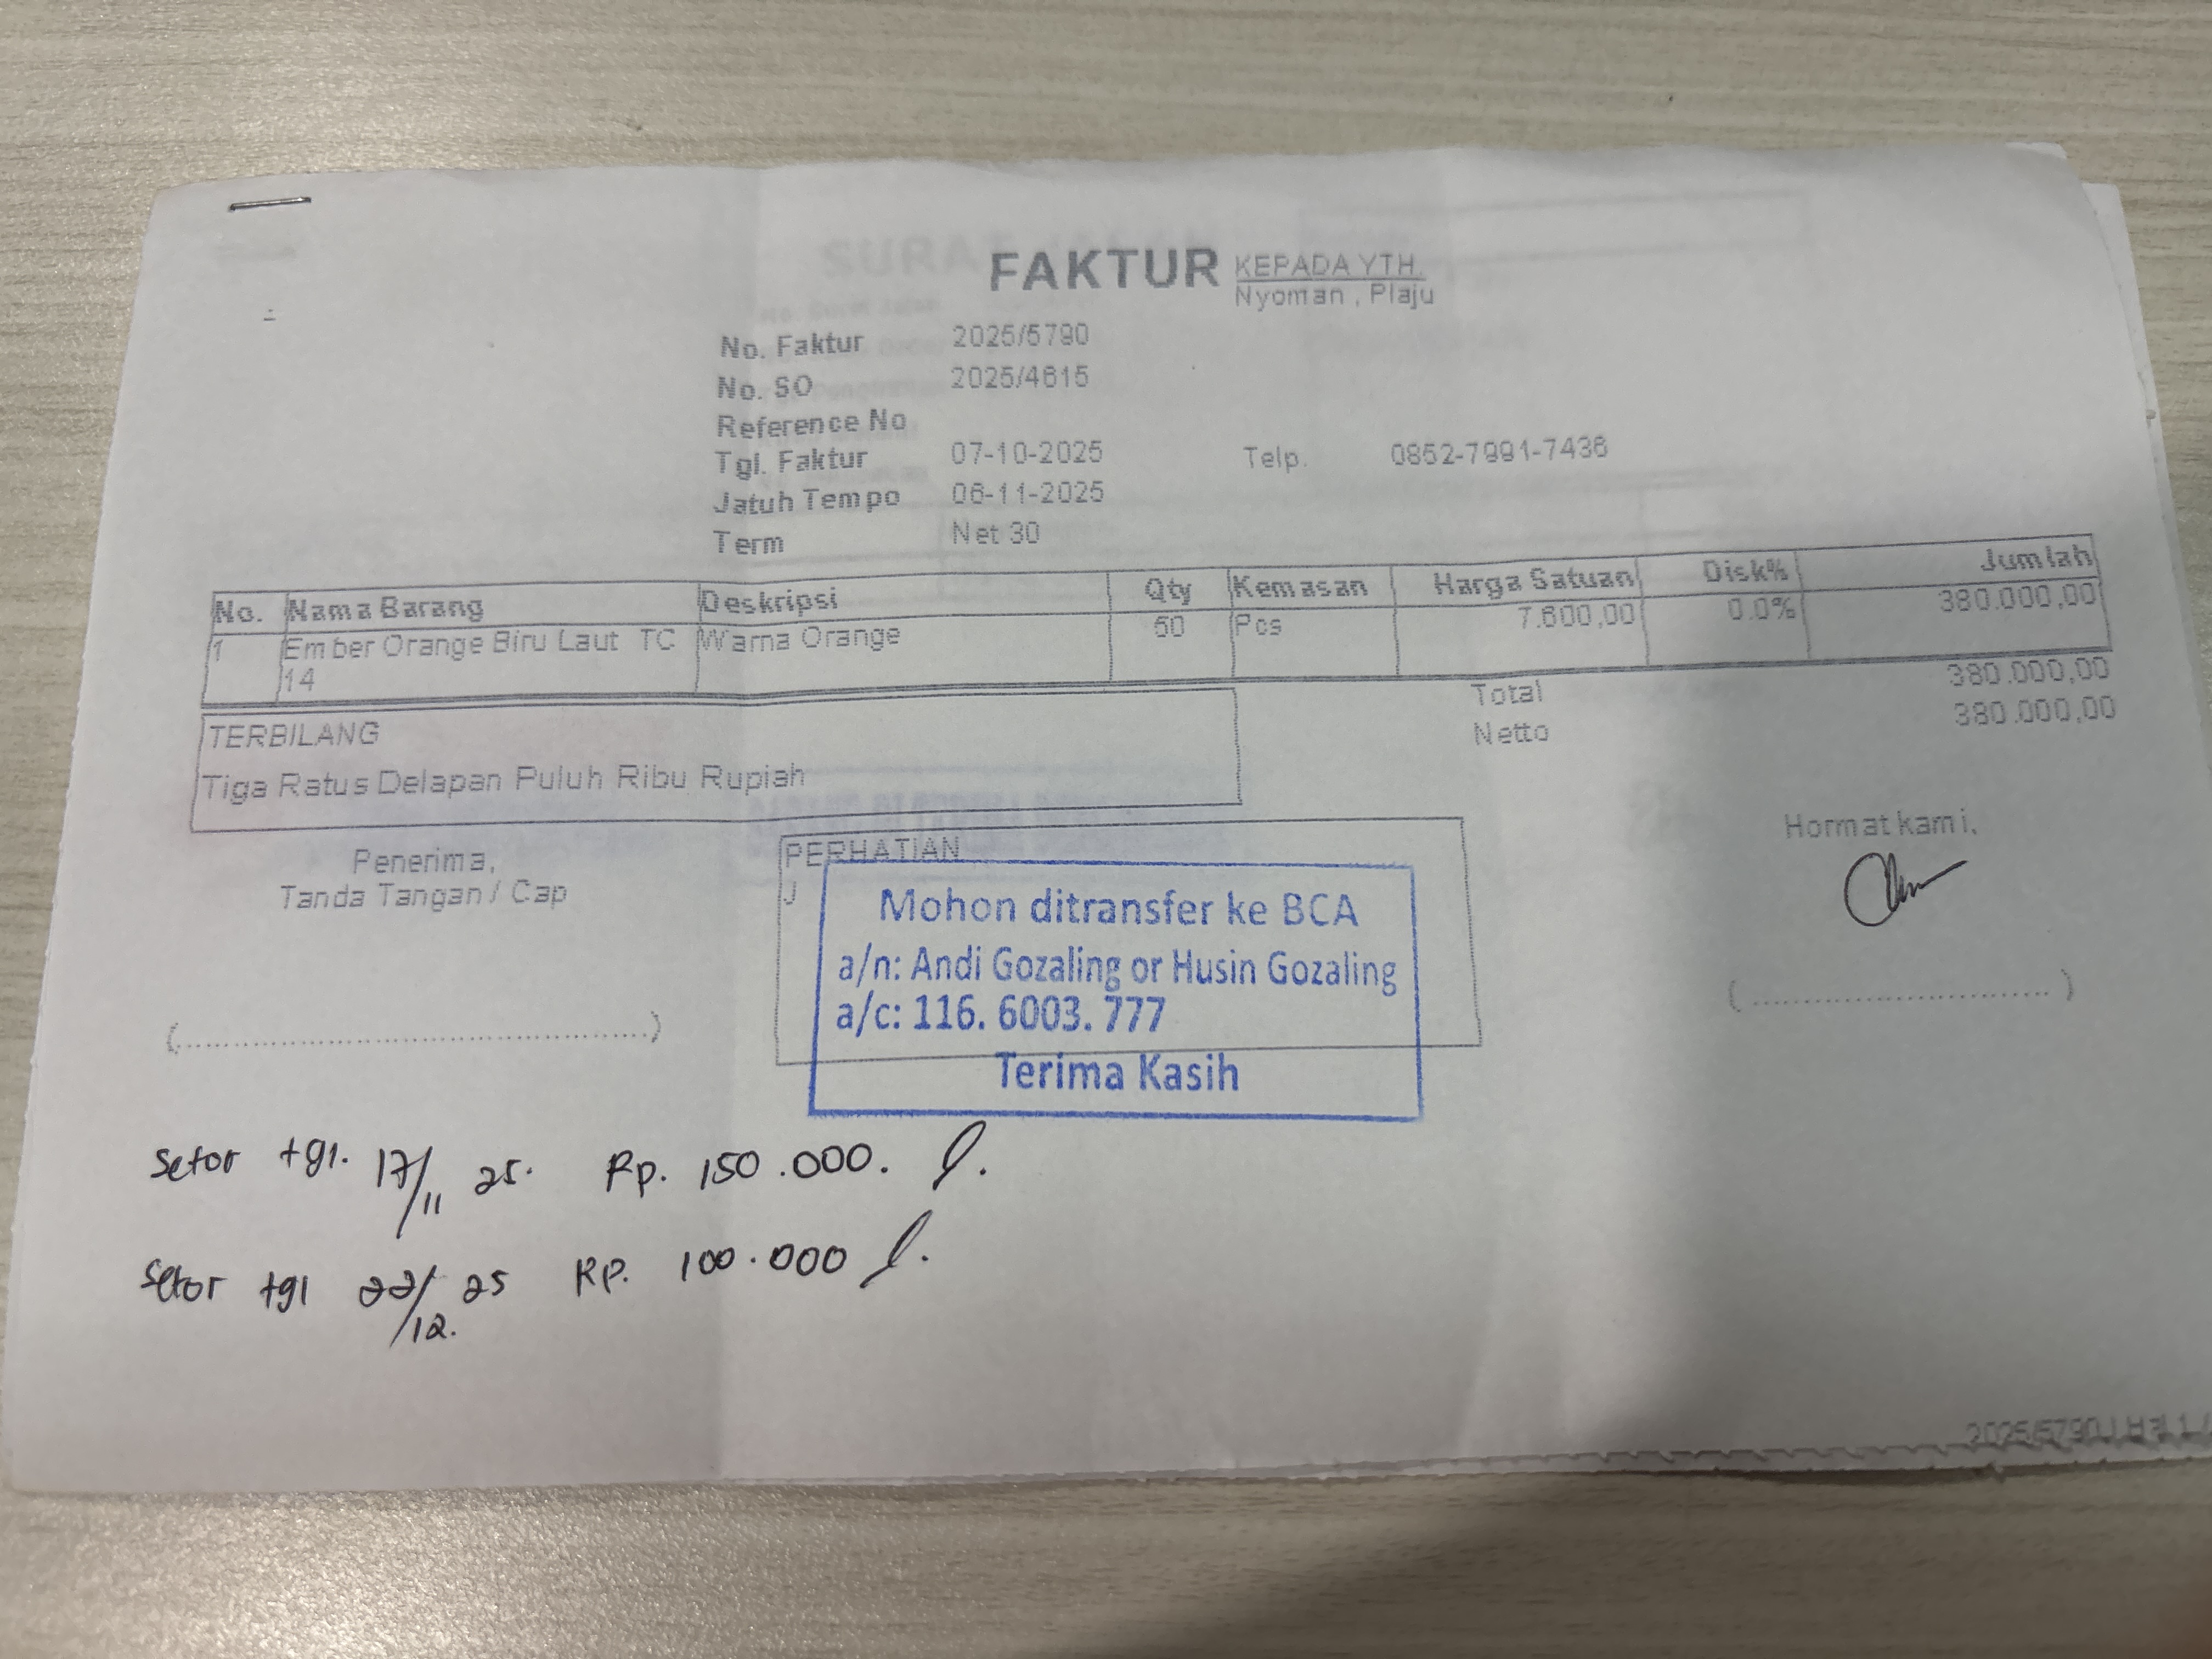 FAKTUR
KEPADA YTH.
Nyoman , Plaju
No. Faktur 2025/5790
No. SO 2025/4615
Reference No
Tgl. Faktur 07-10-2025
Telp. 0852-7991-7436
Jatuh Tempo 06-11-2025
Term Net 30
No. Nama Barang Deskripsi Qty Kemasan Harga Satuan Disk% Jumlah
1 Ember Orange Biru Laut TC 14 Warna Orange 50 Pcs 7.600,00 0.0% 380.000,00
Total 380.000,00
Netto 380.000,00
TERBILANG
Tiga Ratus Delapan Puluh Ribu Rupiah
Penerima,
Tanda Tangan / Cap
PERHATIAN
J
Mohon ditransfer ke BCA
a/n: Andi Gozaling or Husin Gozaling
a/c: 116. 6003. 777
Terima Kasih
Hormat kami,
(............................................)
(............................)
Setor tgl. 17/11 25. Rp. 150.000.
Setor tgl 22/12. 25 Rp. 100.000
2025/5790 | Hal 1 /